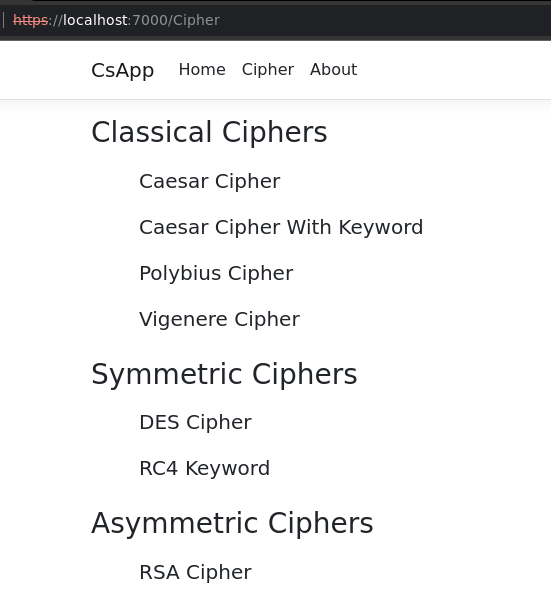 https://localhost:7000/Cipher
CsApp Home Cipher About
Classical Ciphers
Caesar Cipher
Caesar Cipher With Keyword
Polybius Cipher
Vigenere Cipher
Symmetric Ciphers
DES Cipher
RC4 Keyword
Asymmetric Ciphers
RSA Cipher